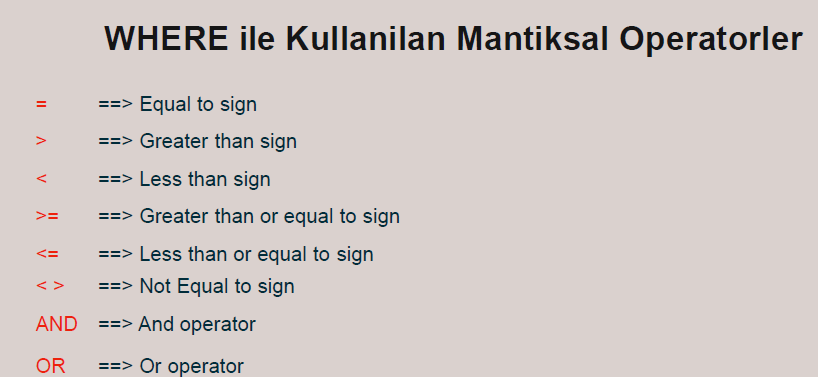 WHERE ile Kullanilan Mantiksal Operatorler
= ==> Equal to sign
> ==> Greater than sign
< ==> Less than sign
>= ==> Greater than or equal to sign
<= ==> Less than or equal to sign
< > ==> Not Equal to sign
AND ==> And operator
OR ==> Or operator